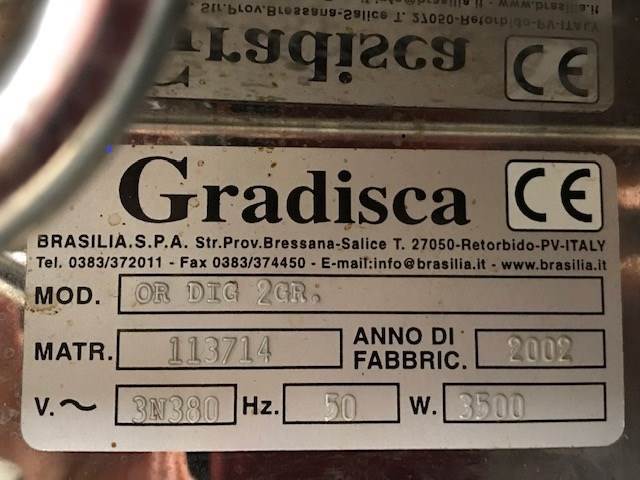 Gradisca CE
BRASILIA.S.P.A. Str.Prov.Bressana-Salice T. 27050-Retorbido-PV-ITALY
Tel. 0383/372011 - Fax 0383/374450 - E-mail:info@brasilia.it - www.brasilia.it
MOD. OR DIG 2GR.
MATR. 113714 ANNO DI FABBRIC. 2002
V.~ 3N380 Hz. 50 W. 3500